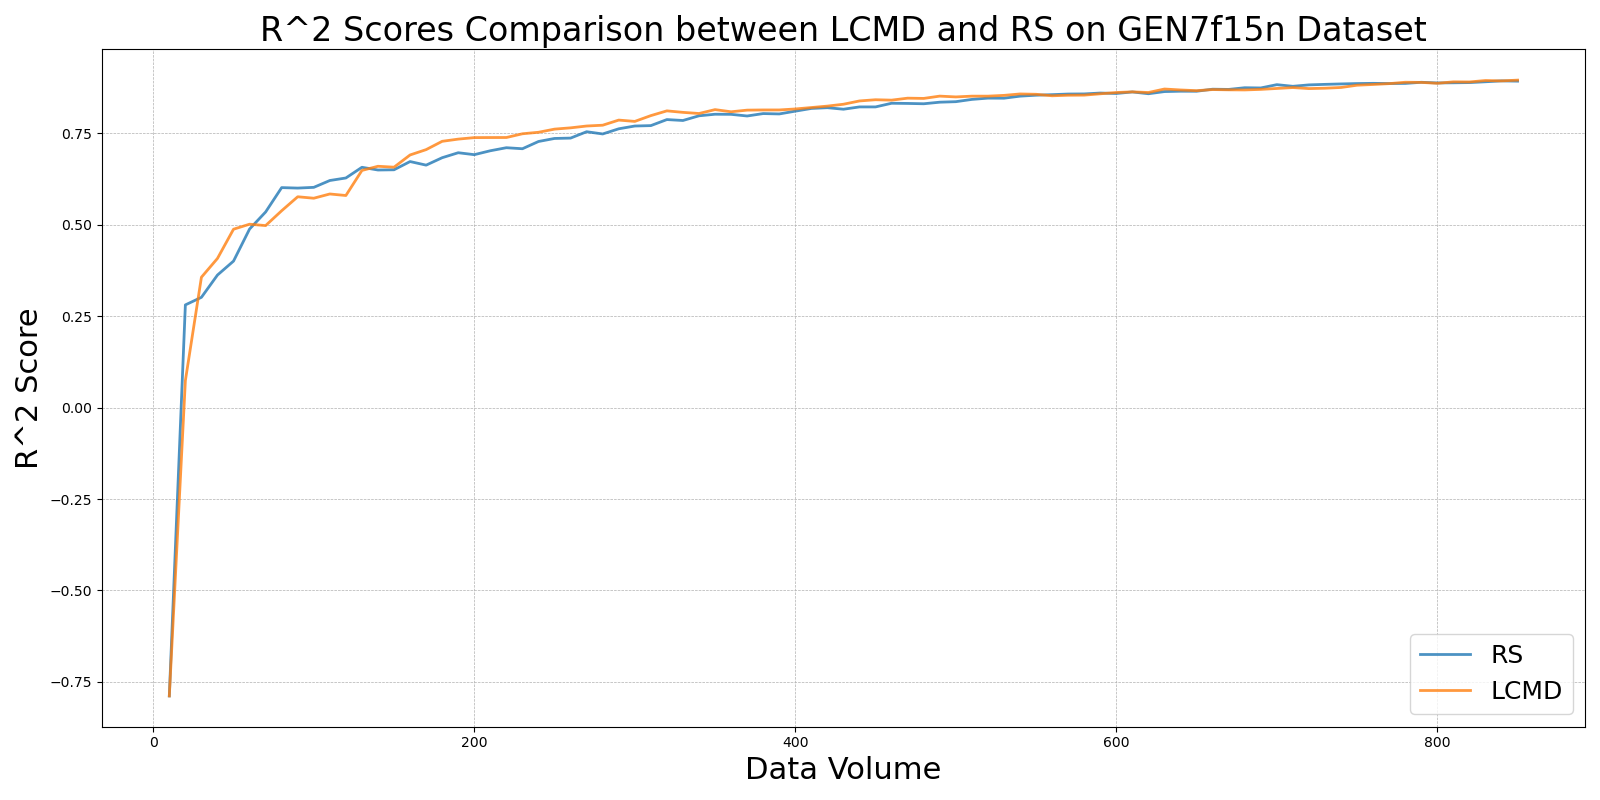 R^2 Scores Comparison between LCMD and RS on GEN7f15n Dataset
R^2 Score
0.75
0.50
0.25
0.00
−0.25
−0.50
−0.75
0
200
400
600
800
Data Volume
RS
LCMD